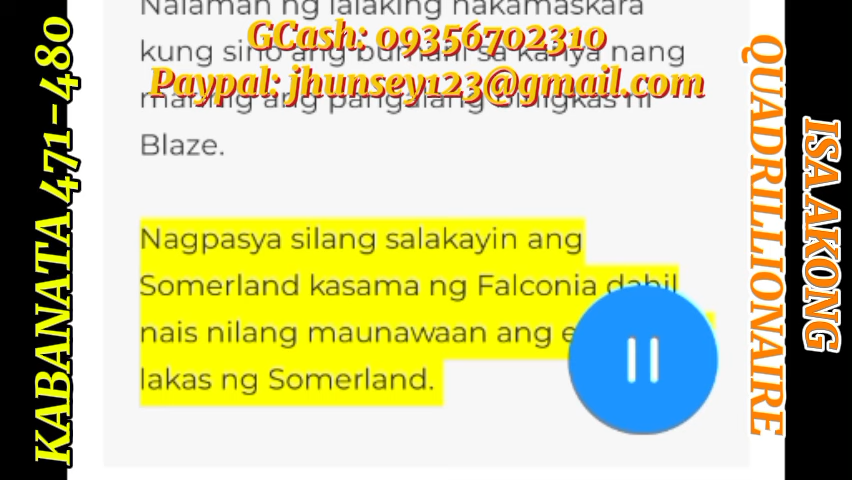 Nalaman ng lalaking nakamaskara
GCash: 09356702310
kung sino ang bumaril sa kanya nang
Paypal: jhunsey123@gmail.com
marinig ang pangalang binigkas ni
Blaze.
Nagpasya silang salakayin ang
Somerland kasama ng Falconia dahil
nais nilang maunawaan ang
lakas ng Somerland.
KABANATA 471-480
ISA AKONG
QUADRILLIONAIRE